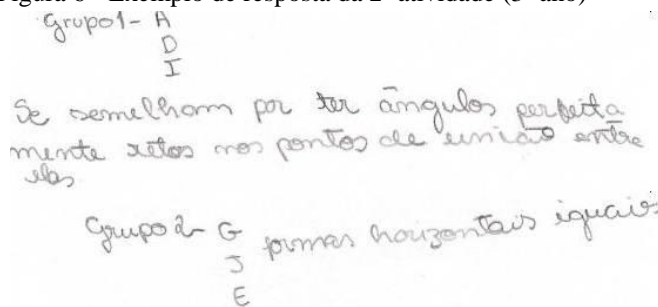 Figura 6 - Exemplo de resposta da 2ª atividade (3º ano)
Grupo 1- A
D
I
Se semelham por ter ângulos perfeita
mente retos nos pontos de união entre
elas
Grupo 2- G formas horizontais iguais
J
E